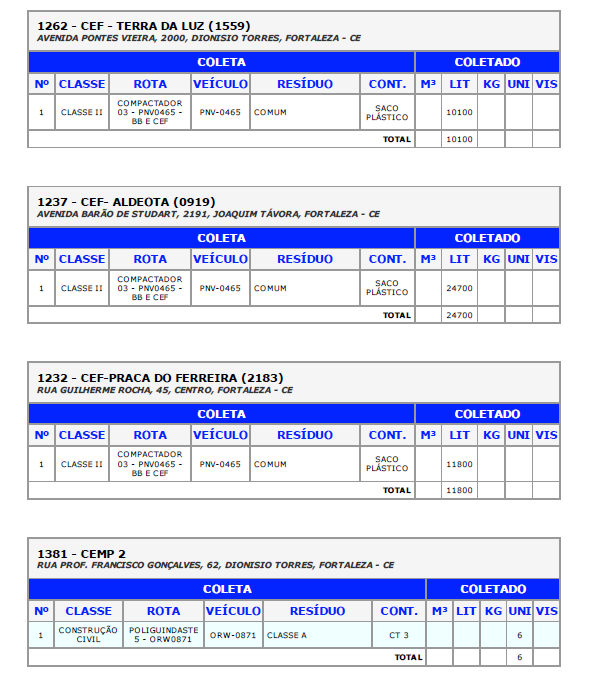 1262 - CEF - TERRA DA LUZ (1559)
AVENIDA PONTES VIEIRA, 2000, DIONISIO TORRES, FORTALEZA - CE
COLETA COLETADO
Nº CLASSE ROTA VEÍCULO RESÍDUO CONT. M³ LIT KG UNI VIS
1 CLASSE II COMPACTADOR 03 - PNV0465 - BB E CEF PNV-0465 COMUM SACO PLÁSTICO 10100
TOTAL 10100
1237 - CEF- ALDEOTA (0919)
AVENIDA BARÃO DE STUDART, 2191, JOAQUIM TÁVORA, FORTALEZA - CE
COLETA COLETADO
Nº CLASSE ROTA VEÍCULO RESÍDUO CONT. M³ LIT KG UNI VIS
1 CLASSE II COMPACTADOR 03 - PNV0465 - BB E CEF PNV-0465 COMUM SACO PLÁSTICO 24700
TOTAL 24700
1232 - CEF-PRACA DO FERREIRA (2183)
RUA GUILHERME ROCHA, 45, CENTRO, FORTALEZA - CE
COLETA COLETADO
Nº CLASSE ROTA VEÍCULO RESÍDUO CONT. M³ LIT KG UNI VIS
1 CLASSE II COMPACTADOR 03 - PNV0465 - BB E CEF PNV-0465 COMUM SACO PLÁSTICO 11800
TOTAL 11800
1381 - CEMP 2
RUA PROF. FRANCISCO GONÇALVES, 62, DIONISIO TORRES, FORTALEZA - CE
COLETA COLETADO
Nº CLASSE ROTA VEÍCULO RESÍDUO CONT. M³ LIT KG UNI VIS
1 CONSTRUÇÃO CIVIL POLIGUINDASTE 5 - ORW0871 ORW-0871 CLASSE A CT 3 6
TOTAL 6